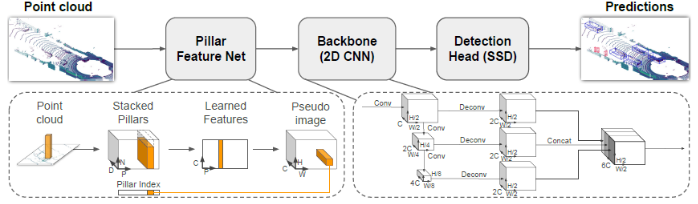 Point cloud
Predictions
Pillar
Feature Net
Backbone
(2D CNN)
Detection
Head (SSD)
Point
cloud
Stacked
Pillars
Learned
Features
Pseudo
image
D
N
P
C
P
C
H
W
Pillar Index
Conv
C
H/2
W/2
Conv
2C
H/4
W/4
Conv
4C
H/8
W/8
Deconv
2C
H/2
W/2
Deconv
2C
H/2
W/2
Deconv
2C
H/2
W/2
Concat
6C
H/2
W/2